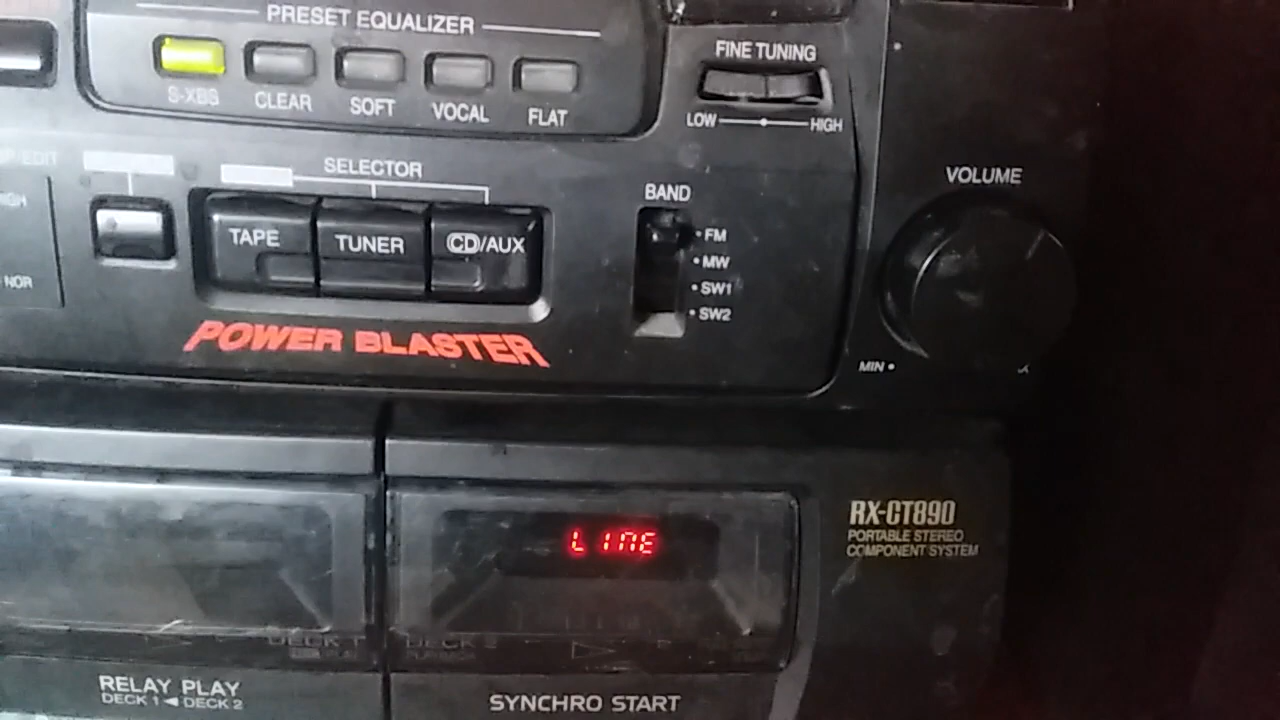 PRESET EQUALIZER
S-XBS
CLEAR
SOFT
VOCAL
FLAT
FINE TUNING
LOW
HIGH
EDIT
SELECTOR
TAPE
TUNER
CD/AUX
NOR
BAND
FM
MW
SW1
SW2
VOLUME
MIN
POWER BLASTER
LINE
RX-CT890
PORTABLE STEREO
COMPONENT SYSTEM
DECK 1
DECK 2
RELAY PLAY
DECK 1 ◄ DECK 2
SYNCHRO START